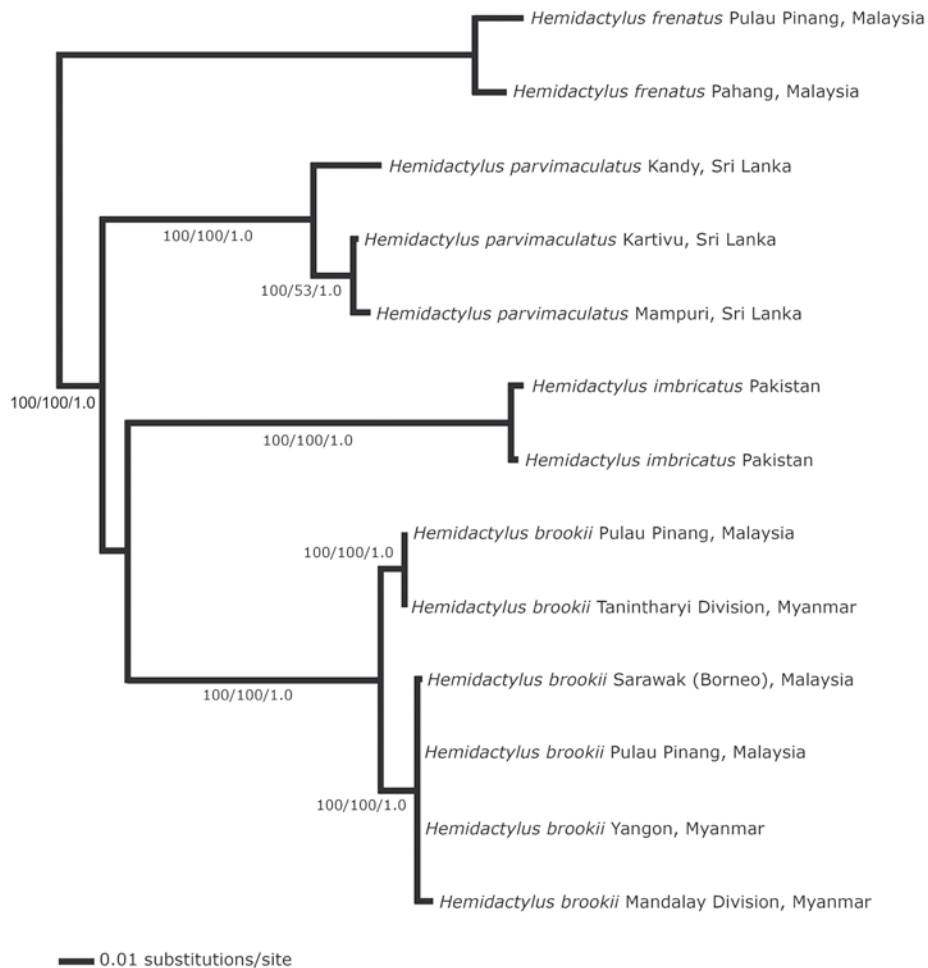 Hemidactylus frenatus Pulau Pinang, Malaysia
Hemidactylus frenatus Pahang, Malaysia
Hemidactylus parvimaculatus Kandy, Sri Lanka
100/100/1.0
Hemidactylus parvimaculatus Kartivu, Sri Lanka
100/53/1.0
Hemidactylus parvimaculatus Mampuri, Sri Lanka
Hemidactylus imbricatus Pakistan
100/100/1.0
100/100/1.0
Hemidactylus imbricatus Pakistan
Hemidactylus brookii Pulau Pinang, Malaysia
100/100/1.0
Hemidactylus brookii Tanintharyi Division, Myanmar
Hemidactylus brookii Sarawak (Borneo), Malaysia
100/100/1.0
Hemidactylus brookii Pulau Pinang, Malaysia
100/100/1.0
Hemidactylus brookii Yangon, Myanmar
Hemidactylus brookii Mandalay Division, Myanmar
0.01 substitutions/site